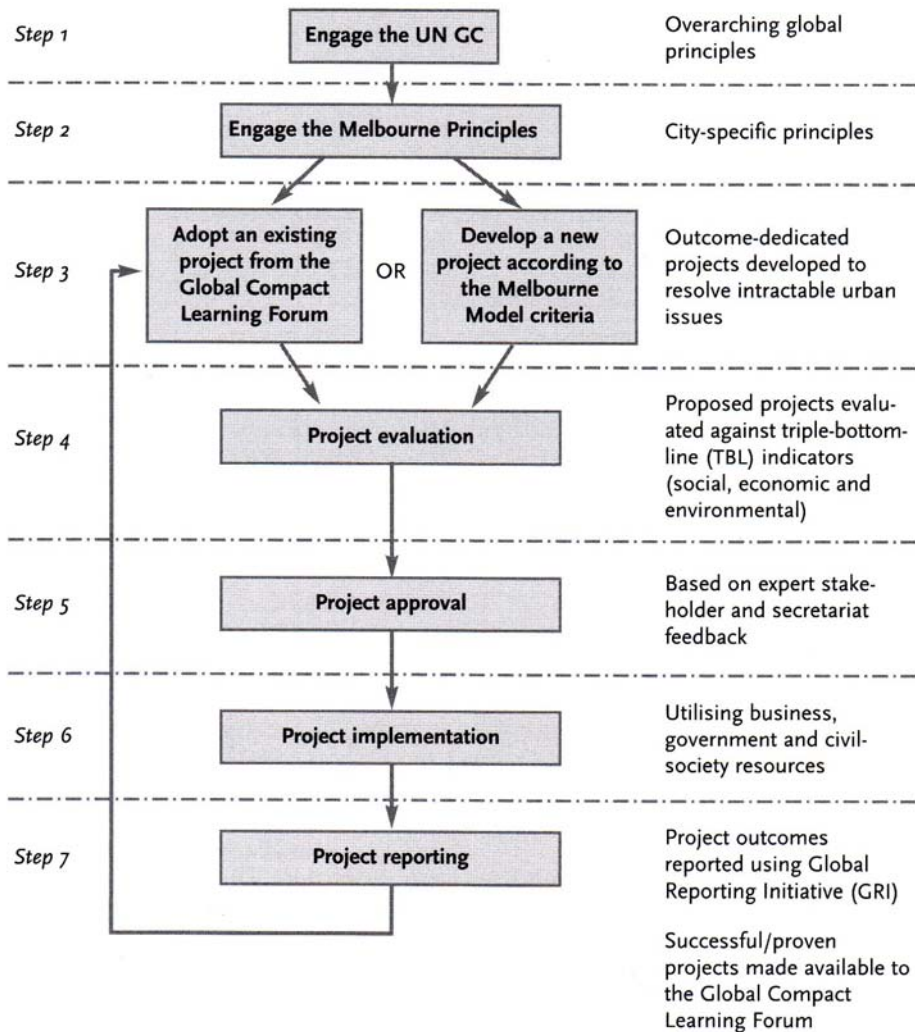 Step 1
Engage the UN GC
Overarching global
principles
Step 2
Engage the Melbourne Principles
City-specific principles
Step 3
Adopt an existing
project from the
Global Compact
Learning Forum
OR
Develop a new
project according to
the Melbourne
Model criteria
Outcome-dedicated
projects developed to
resolve intractable urban
issues
Step 4
Project evaluation
Proposed projects evalu-
ated against triple-bottom-
line (TBL) indicators
(social, economic and
environmental)
Step 5
Project approval
Based on expert stake-
holder and secretariat
feedback
Step 6
Project implementation
Utilising business,
government and civil-
society resources
Step 7
Project reporting
Project outcomes
reported using Global
Reporting Initiative (GRI)
Successful/proven
projects made available to
the Global Compact
Learning Forum